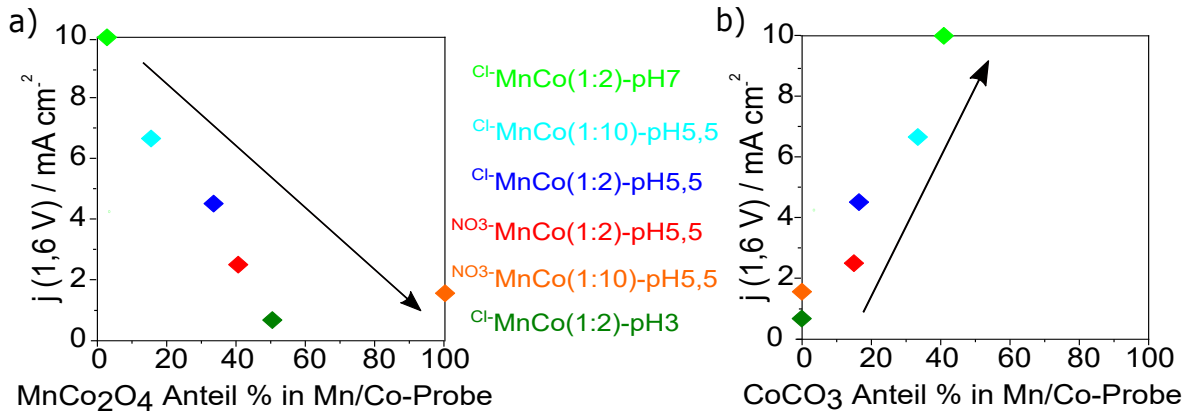 a)
10
8
6
4
2
0
j (1,6 V) / mA cm⁻²
0 20 40 60 80 100
MnCo₂O₄ Anteil % in Mn/Co-Probe
Cl-MnCo(1:2)-pH7
Cl-MnCo(1:10)-pH5,5
Cl-MnCo(1:2)-pH5,5
NO3-MnCo(1:2)-pH5,5
NO3-MnCo(1:10)-pH5,5
Cl-MnCo(1:2)-pH3
b)
10
8
6
4
2
0
j (1,6 V) / mA cm⁻²
0 20 40 60 80 100
CoCO₃ Anteil % in Mn/Co-Probe